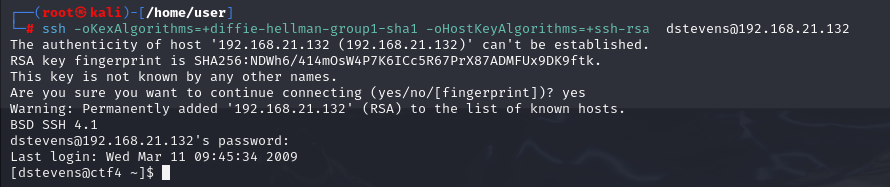 ┌──(root㉿kali)-[/home/user]
└─# ssh -oKexAlgorithms=+diffie-hellman-group1-sha1 -oHostKeyAlgorithms=+ssh-rsa  dstevens@192.168.21.132
The authenticity of host '192.168.21.132 (192.168.21.132)' can't be established.
RSA key fingerprint is SHA256:NDWh6/414mOsW4P7K6ICc5R67PrX87ADMFUx9DK9ftk.
This key is not known by any other names.
Are you sure you want to continue connecting (yes/no/[fingerprint])? yes
Warning: Permanently added '192.168.21.132' (RSA) to the list of known hosts.
BSD SSH 4.1
dstevens@192.168.21.132's password:
Last login: Wed Mar 11 09:45:34 2009
[dstevens@ctf4 ~]$